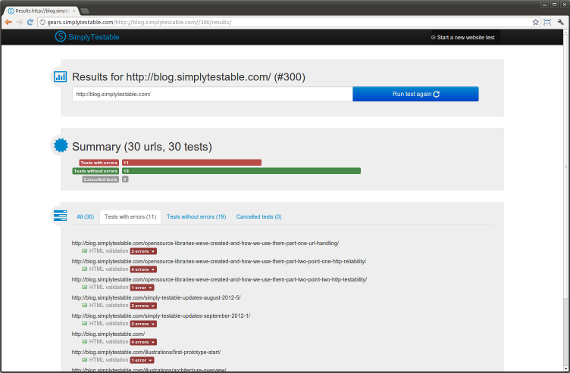 Results http://blog.simplytestable
gears.simplytestable.com/http://blog.simplytestable.com//300/results/
SimplyTestable
Start a new website test
Results for http://blog.simplytestable.com/ (#300)
http://blog.simplytestable.com/
Run test again
Summary (30 urls, 30 tests)
Tests with errors 11
Tests without errors 19
Cancelled tests 0
All (30) Tests with errors (11) Tests without errors (19) Cancelled tests (0)
http://blog.simplytestable.com/opensource-libraries-weve-created-and-how-we-use-them-part-one-url-handling/
HTML validation 2 errors
http://blog.simplytestable.com/opensource-libraries-weve-created-and-how-we-use-them-part-two-point-one-http-reliability/
HTML validation 4 errors
http://blog.simplytestable.com/opensource-libraries-weve-created-and-how-we-use-them-part-two-point-two-http-testability/
HTML validation 1 error
http://blog.simplytestable.com/simply-testable-updates-august-2012-5/
HTML validation 2 errors
http://blog.simplytestable.com/simply-testable-updates-september-2012-1/
HTML validation 2 errors
http://blog.simplytestable.com/
HTML validation 4 errors
http://blog.simplytestable.com/illustrations/first-prototype-start/
HTML validation 1 error
http://blog.simplytestable.com/illustrations/architecture-overview/